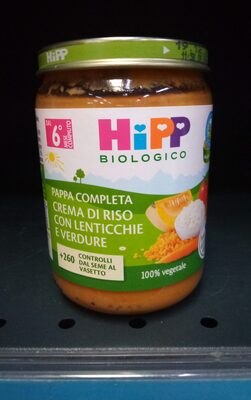 HiPP
HiPP
BIOLOGICO
DAL
6°
MESE
COMPIUTO
PAPPA COMPLETA
CREMA DI RISO
CON LENTICCHIE
E VERDURE
+260
CONTROLLI
DAL SEME AL
VASETTO
100% vegetale